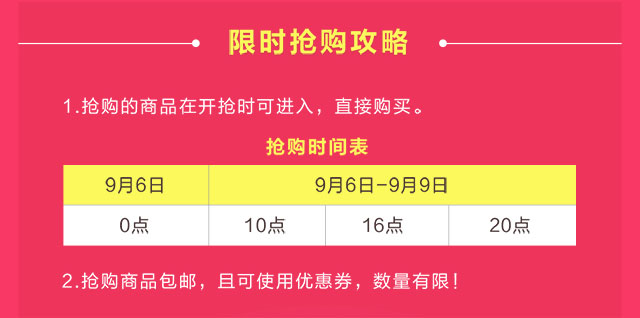 限时抢购攻略
1.抢购的商品在开抢时可进入，直接购买。
抢购时间表
9月6日 9月6日-9月9日
0点 10点 16点 20点
2.抢购商品包邮，且可使用优惠券，数量有限！